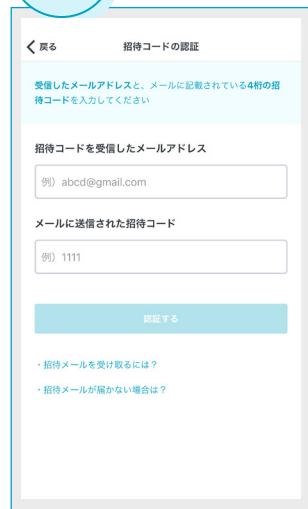 戻る 招待コードの認証
受信したメールアドレスと、メールに記載されている4桁の招
待コードを入力してください
招待コードを受信したメールアドレス
例）abcd@gmail.com
メールに送信された招待コード
例）1111
認証する
・招待メールを受け取るには？
・招待メールが届かない場合は？